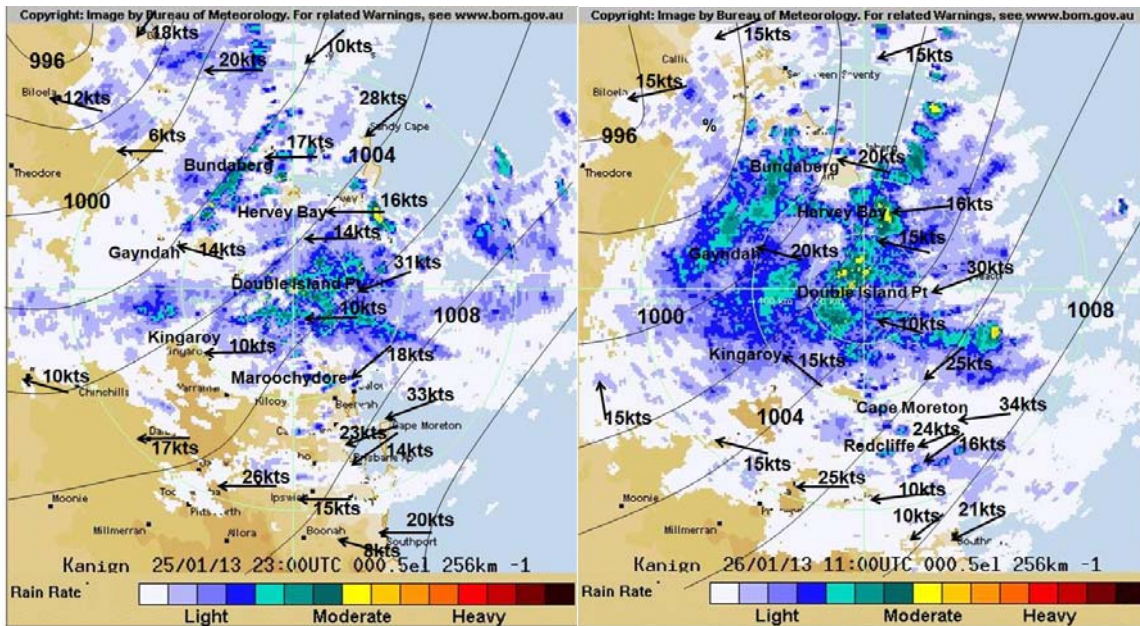 Copyright: Image by Bureau of Meteorology. For related Warnings, see www.bom.gov.au
18kts
10kts
20kts
996
Biloela
12kts
28kts
Sandy Cape
6kts
17kts
1004
Bundaberg
Theodore
1000
Hervey Bay
16kts
14kts
Gayndah
14kts
31kts
Double Island Pt
10kts
1008
Kingaroy
10kts
18kts
Maroochydore
10kts
Chinchilla
Kilcoy
33kts
Cape Moreton
23kts
17kts
14kts
26kts
Ipswich
15kts
Moonie
Millmerran
Allora
Boonah
20kts
Southport
8kts
Kanign 25/01/13 23:00UTC 000.5el 256km -1
Rain Rate
Light
Moderate
Heavy
Copyright: Image by Bureau of Meteorology. For related Warnings, see www.bom.gov.au
15kts
15kts
Callid
15kts
Biloela
996
%
Bundaberg
20kts
Theodore
Hervey Bay
16kts
15kts
Gayndah
20kts
30kts
Double Island Pt
1000
1008
10kts
Kingaroy
15kts
25kts
15kts
1004
Cape Moreton
34kts
24kts
Redcliffe
16kts
15kts
25kts
10kts
Moonie
10kts
21kts
Millmerran
Kanign 26/01/13 11:00UTC 000.5el 256km -1
Rain Rate
Light
Moderate
Heavy